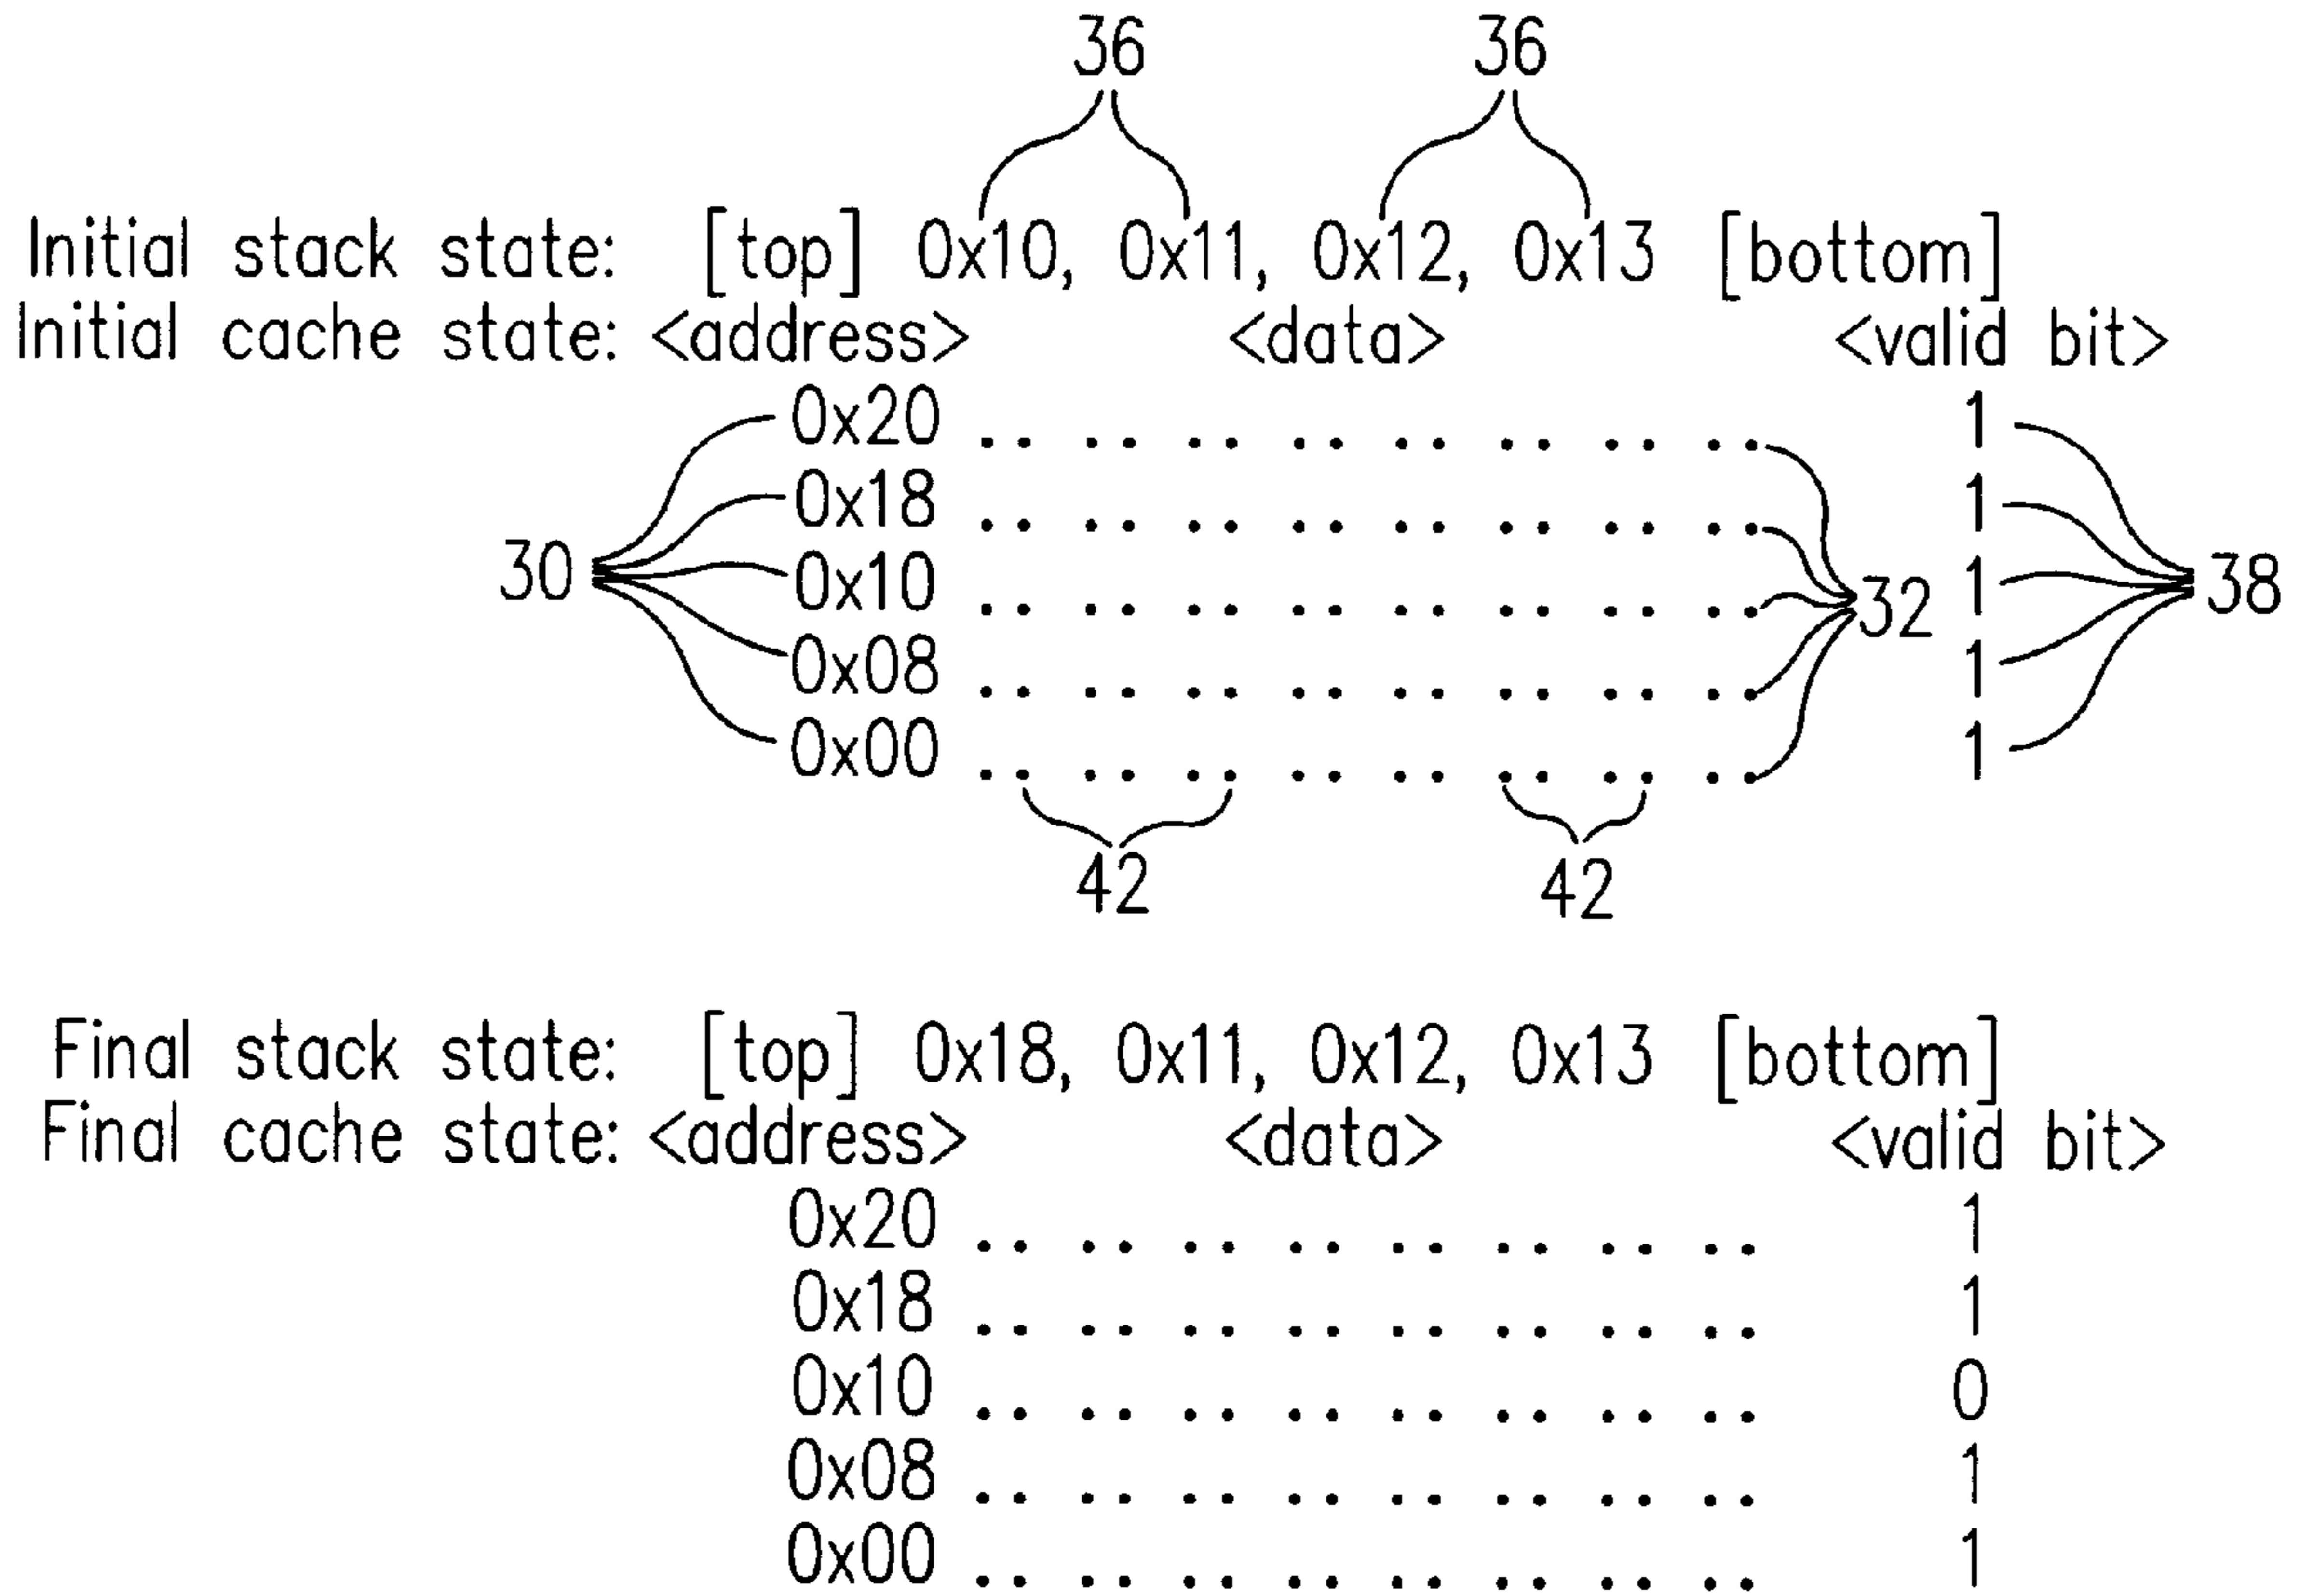 36 36
Initial stack state: [top] 0x10, 0x11, 0x12, 0x13 [bottom]
Initial cache state: <address> <data> <valid bit>
0x20 .. .. .. .. .. .. .. .. 1
0x18 .. .. .. .. .. .. .. .. 1
30 0x10 .. .. .. .. .. .. .. .. 32 1 38
0x08 .. .. .. .. .. .. .. .. 1
0x00 .. .. .. .. .. .. .. .. 1
42 42
Final stack state: [top] 0x18, 0x11, 0x12, 0x13 [bottom]
Final cache state: <address> <data> <valid bit>
0x20 .. .. .. .. .. .. .. .. 1
0x18 .. .. .. .. .. .. .. .. 1
0x10 .. .. .. .. .. .. .. .. 0
0x08 .. .. .. .. .. .. .. .. 1
0x00 .. .. .. .. .. .. .. .. 1